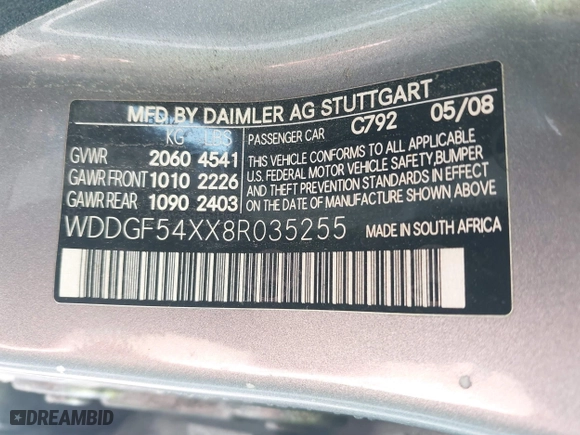 MFD BY DAIMLER AG STUTTGART
KG LBS PASSENGER CAR C792 05/08
GVWR 2060 4541
GAWR FRONT 1010 2226
GAWR REAR 1090 2403
THIS VEHICLE CONFORMS TO ALL APPLICABLE
U.S. FEDERAL MOTOR VEHICLE SAFETY, BUMPER
AND THEFT PREVENTION STANDARDS IN EFFECT
ON THE DATE OF MANUFACTURE SHOWN ABOVE
WDDGF54XX8R035255 MADE IN SOUTH AFRICA
DREAMBID